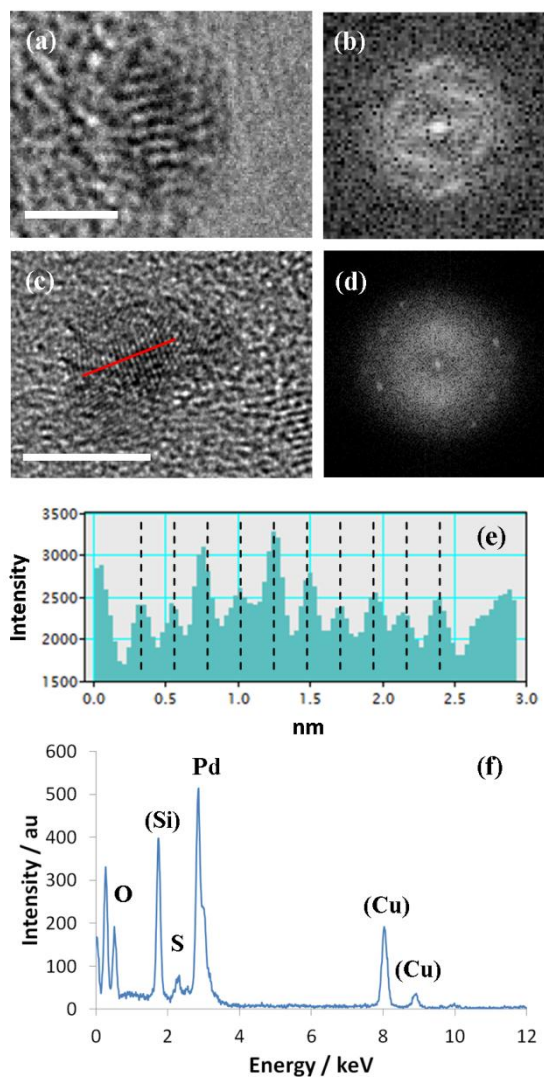 (a)
(b)
(c)
(d)
(e)
3500
3000
2500
2000
1500
Intensity
0.0 0.5 1.0 1.5 2.0 2.5 3.0
nm
(f)
600
500
400
300
200
100
0
Intensity / au
O
(Si)
S
Pd
(Cu)
(Cu)
0 2 4 6 8 10 12
Energy / keV